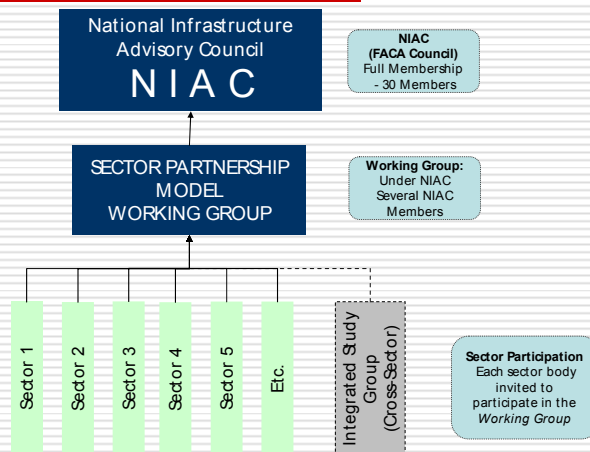 National Infrastructure
Advisory Council
N I A C
NIAC
(FACA Council)
Full Membership
- 30 Members
SECTOR PARTNERSHIP
MODEL
WORKING GROUP
Working Group:
Under NIAC
Several NIAC
Members
Sector 1
Sector 2
Sector 3
Sector 4
Sector 5
Etc.
Integrated Study
Group
(Cross-Sector)
Sector Participation
Each sector body
invited to
participate in the
Working Group